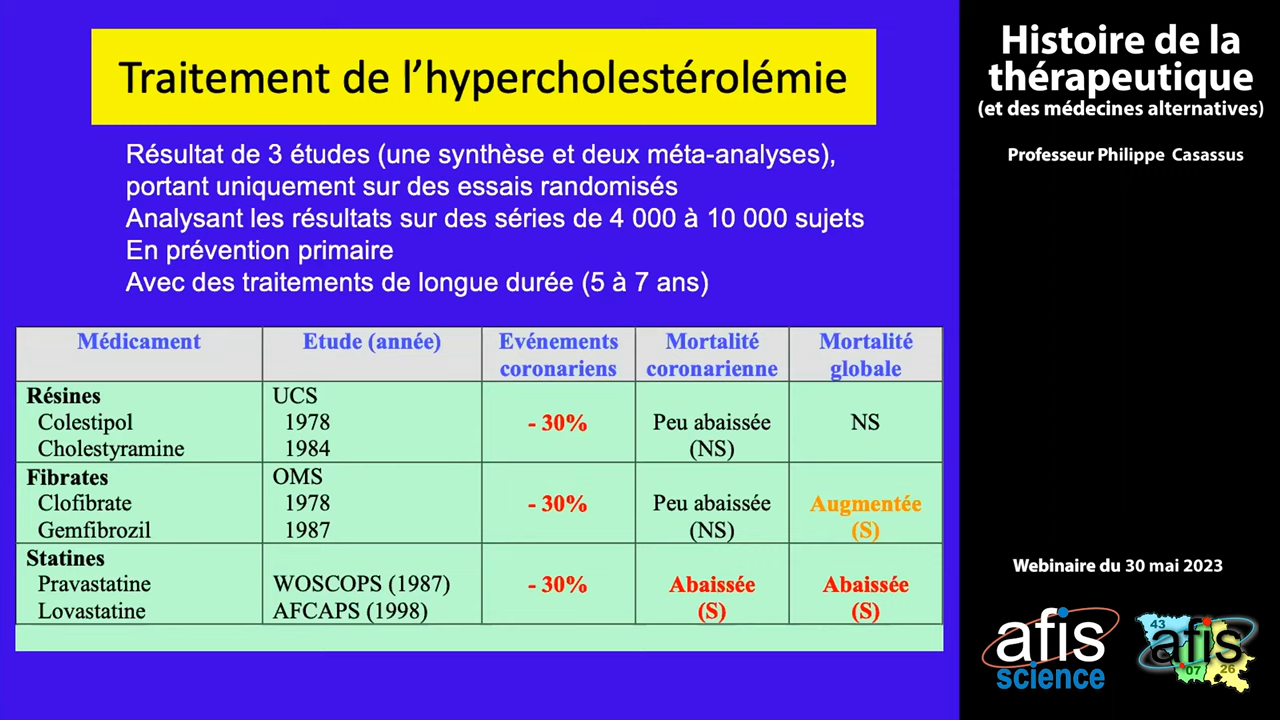 Traitement de l'hypercholestérolémie
Résultat de 3 études (une synthèse et deux méta-analyses),
portant uniquement sur des essais randomisés
Analysant les résultats sur des séries de 4 000 à 10 000 sujets
En prévention primaire
Avec des traitements de longue durée (5 à 7 ans)
Médicament Etude (année) Evénements coronariens Mortalité coronarienne Mortalité globale
Résines UCS
Colestipol 1978 - 30% Peu abaissée NS
Cholestyramine 1984 (NS)
Fibrates OMS
Clofibrate 1978 - 30% Peu abaissée Augmentée
Gemfibrozil 1987 (NS) (S)
Statines
Pravastatine WOSCOPS (1987) - 30% Abaissée Abaissée
Lovastatine AFCAPS (1998) (S) (S)
Histoire de la
thérapeutique
(et des médecines alternatives)
Professeur Philippe Casassus
Webinaire du 30 mai 2023
afis
science
43
afis
07 26